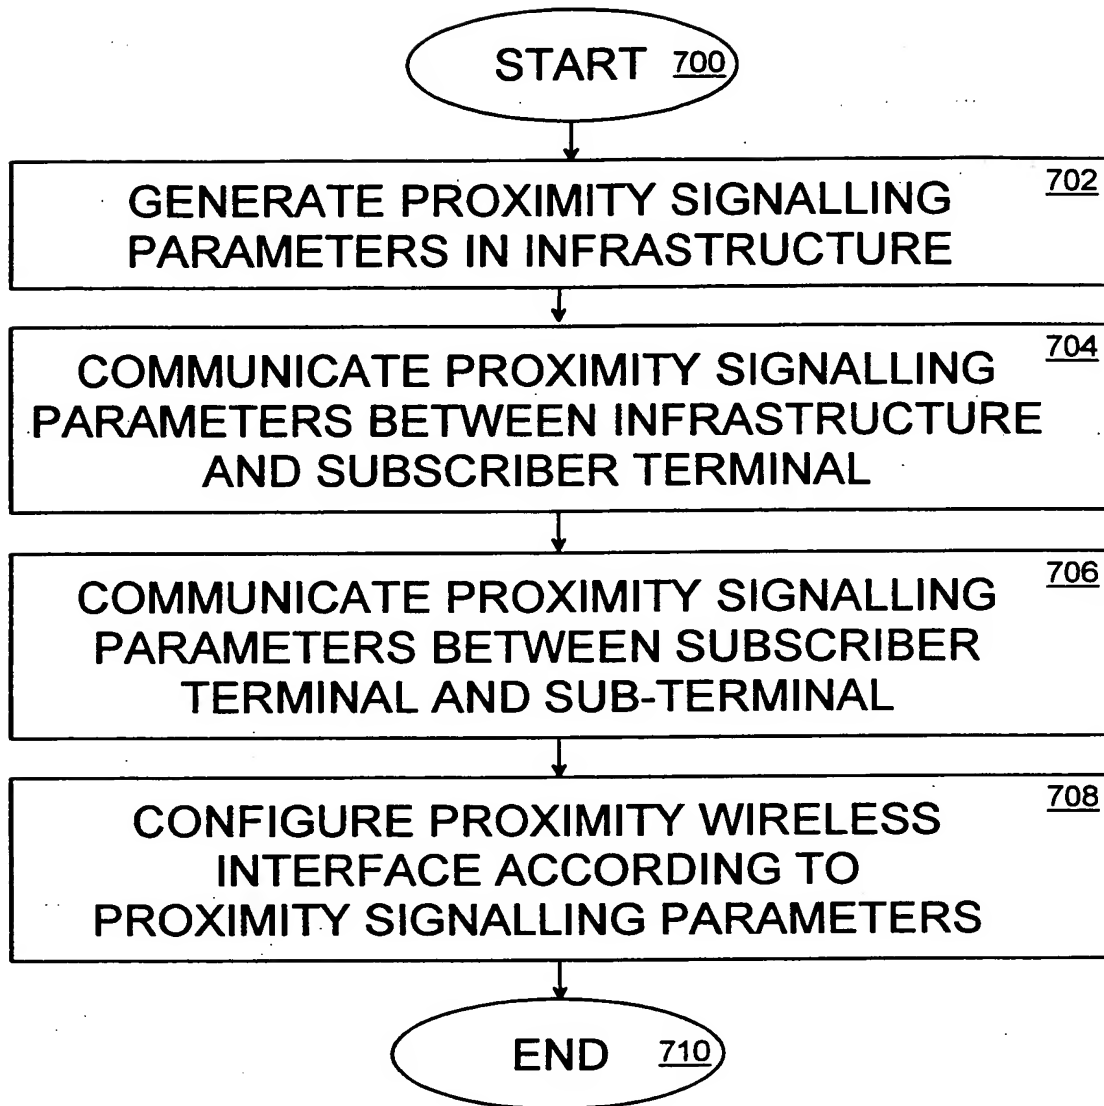 START 700
702
GENERATE PROXIMITY SIGNALLING
PARAMETERS IN INFRASTRUCTURE
704
COMMUNICATE PROXIMITY SIGNALLING
PARAMETERS BETWEEN INFRASTRUCTURE
AND SUBSCRIBER TERMINAL
706
COMMUNICATE PROXIMITY SIGNALLING
PARAMETERS BETWEEN SUBSCRIBER
TERMINAL AND SUB-TERMINAL
708
CONFIGURE PROXIMITY WIRELESS
INTERFACE ACCORDING TO
PROXIMITY SIGNALLING PARAMETERS
END 710